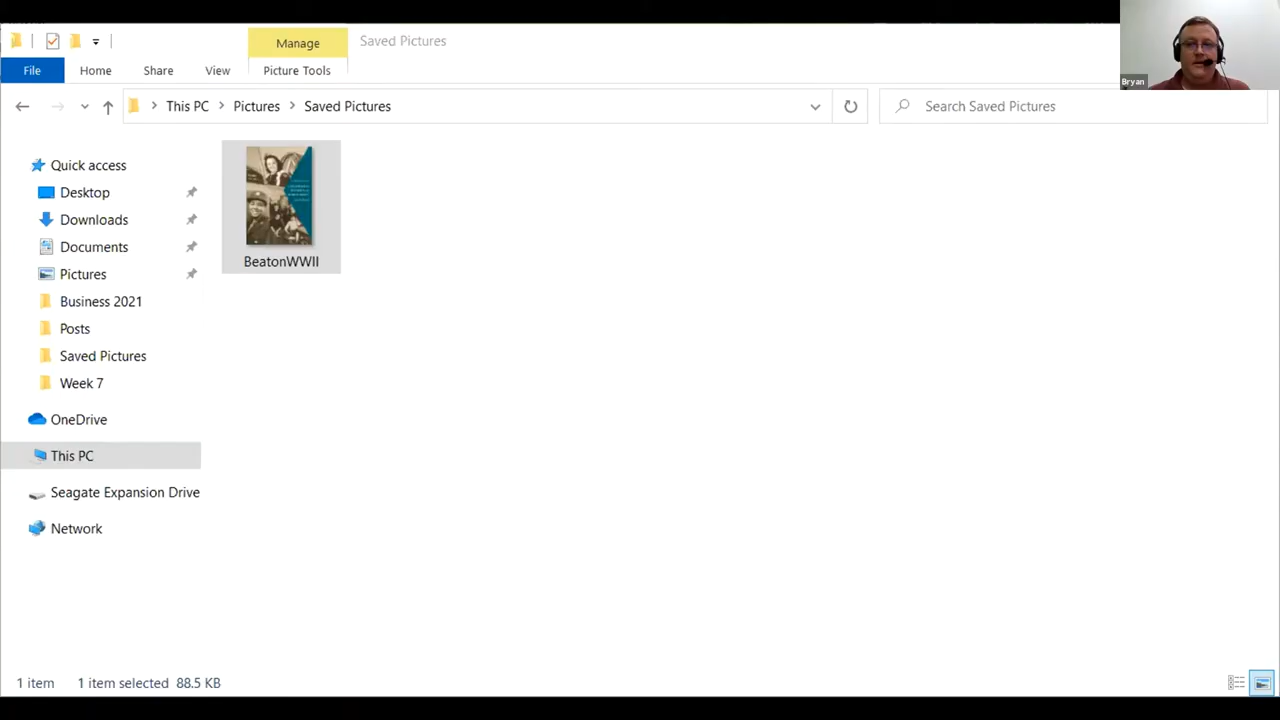 Manage
Saved Pictures
File
Home
Share
View
Picture Tools
This PC
Pictures
Saved Pictures
Search Saved Pictures
Bryan
Quick access
Desktop
Downloads
Documents
Pictures
Business 2021
Posts
Saved Pictures
Week 7
OneDrive
This PC
Seagate Expansion Drive
Network
BeatonWWII
1 item
1 item selected 88.5 KB